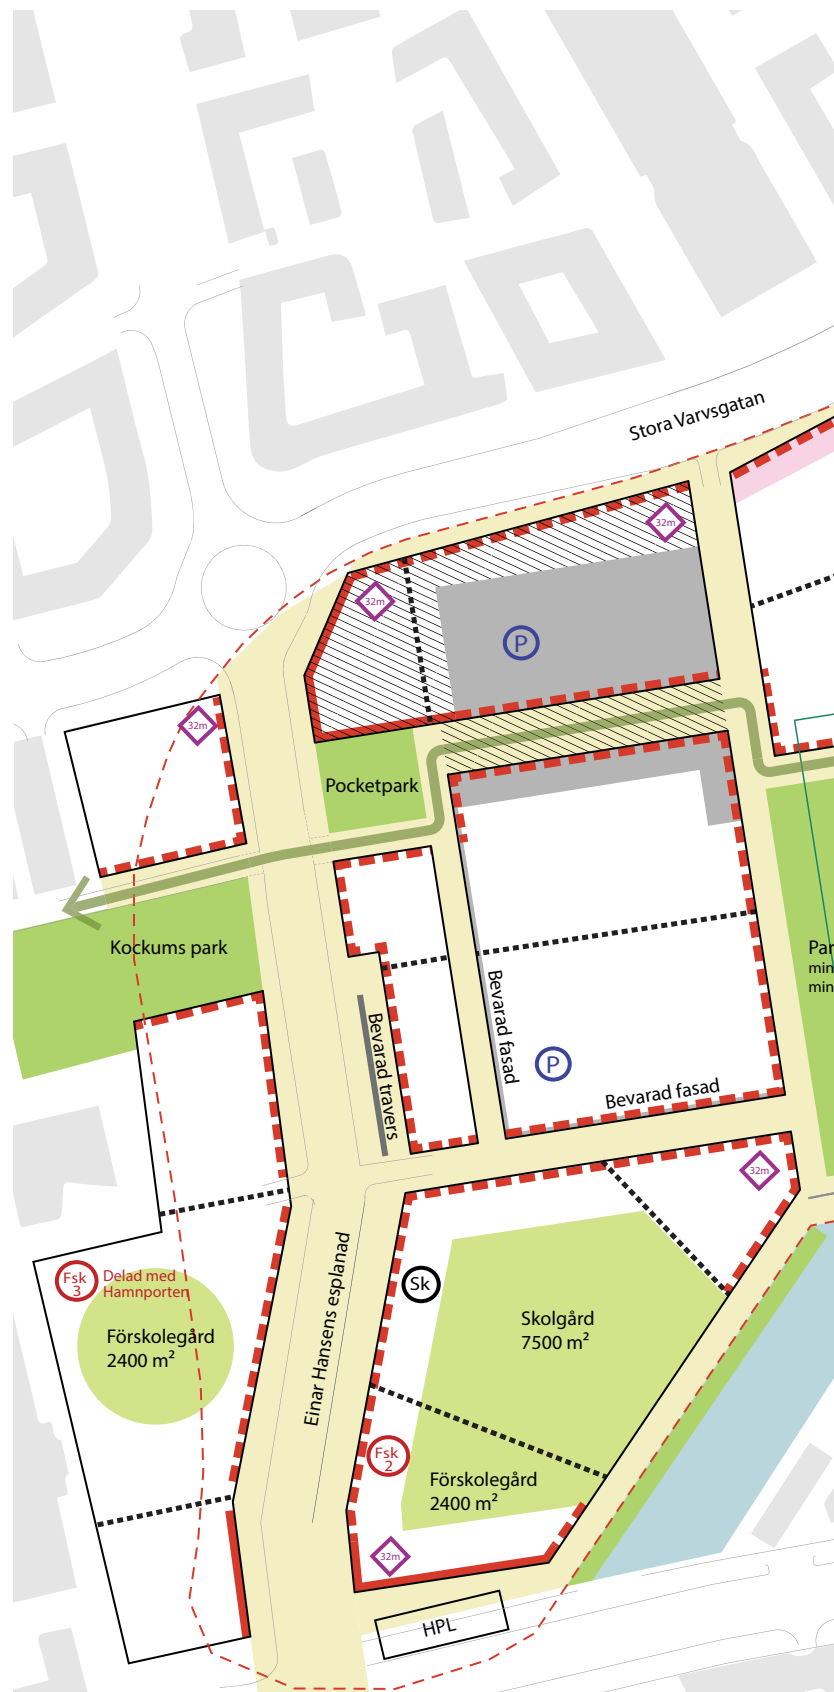 Stora Varvsgatan
32m
32m
P
32m
Pocketpark
Kockums park
min
min
Bevarad fasad
Bevarad travers
P
Bevarad fasad
32m
Fsk
3
Delad med
Hamnporten
Sk
Förskolegård
2400 m²
Einar Hansens esplanad
Skolgård
7500 m²
Fsk
2
Förskolegård
2400 m²
32m
HPL